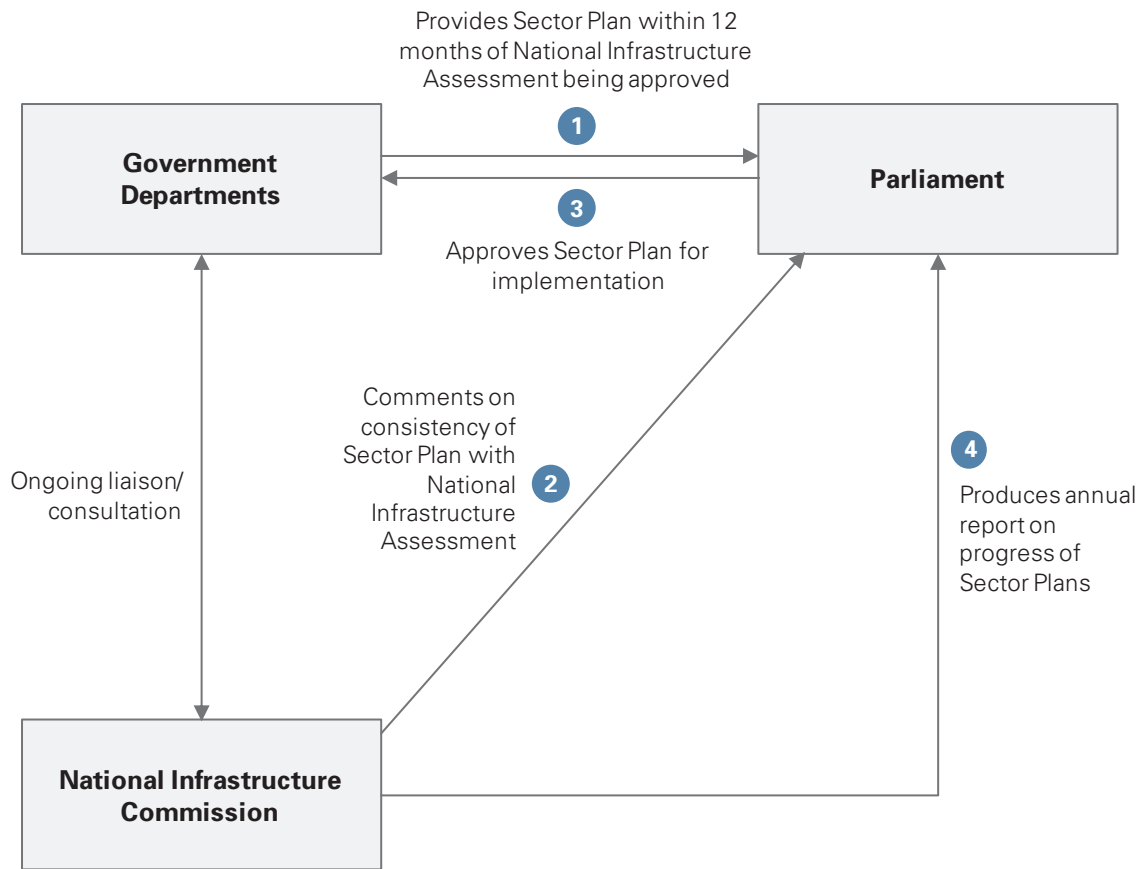 Provides Sector Plan within 12
months of National Infrastructure
Assessment being approved
1
Government
Departments
Parliament
3
Approves Sector Plan for
implementation
Comments on
consistency of
Sector Plan with
National
Infrastructure
Assessment
2
4
Ongoing liaison/
consultation
Produces annual
report on
progress of
Sector Plans
National Infrastructure
Commission